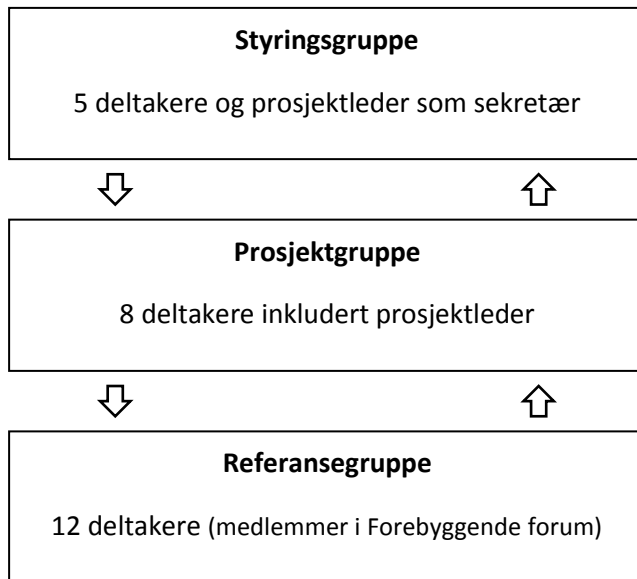 Styringsgruppe
5 deltakere og prosjektleder som sekretær
Prosjektgruppe
8 deltakere inkludert prosjektleder
Referansegruppe
12 deltakere (medlemmer i Forebyggende forum)